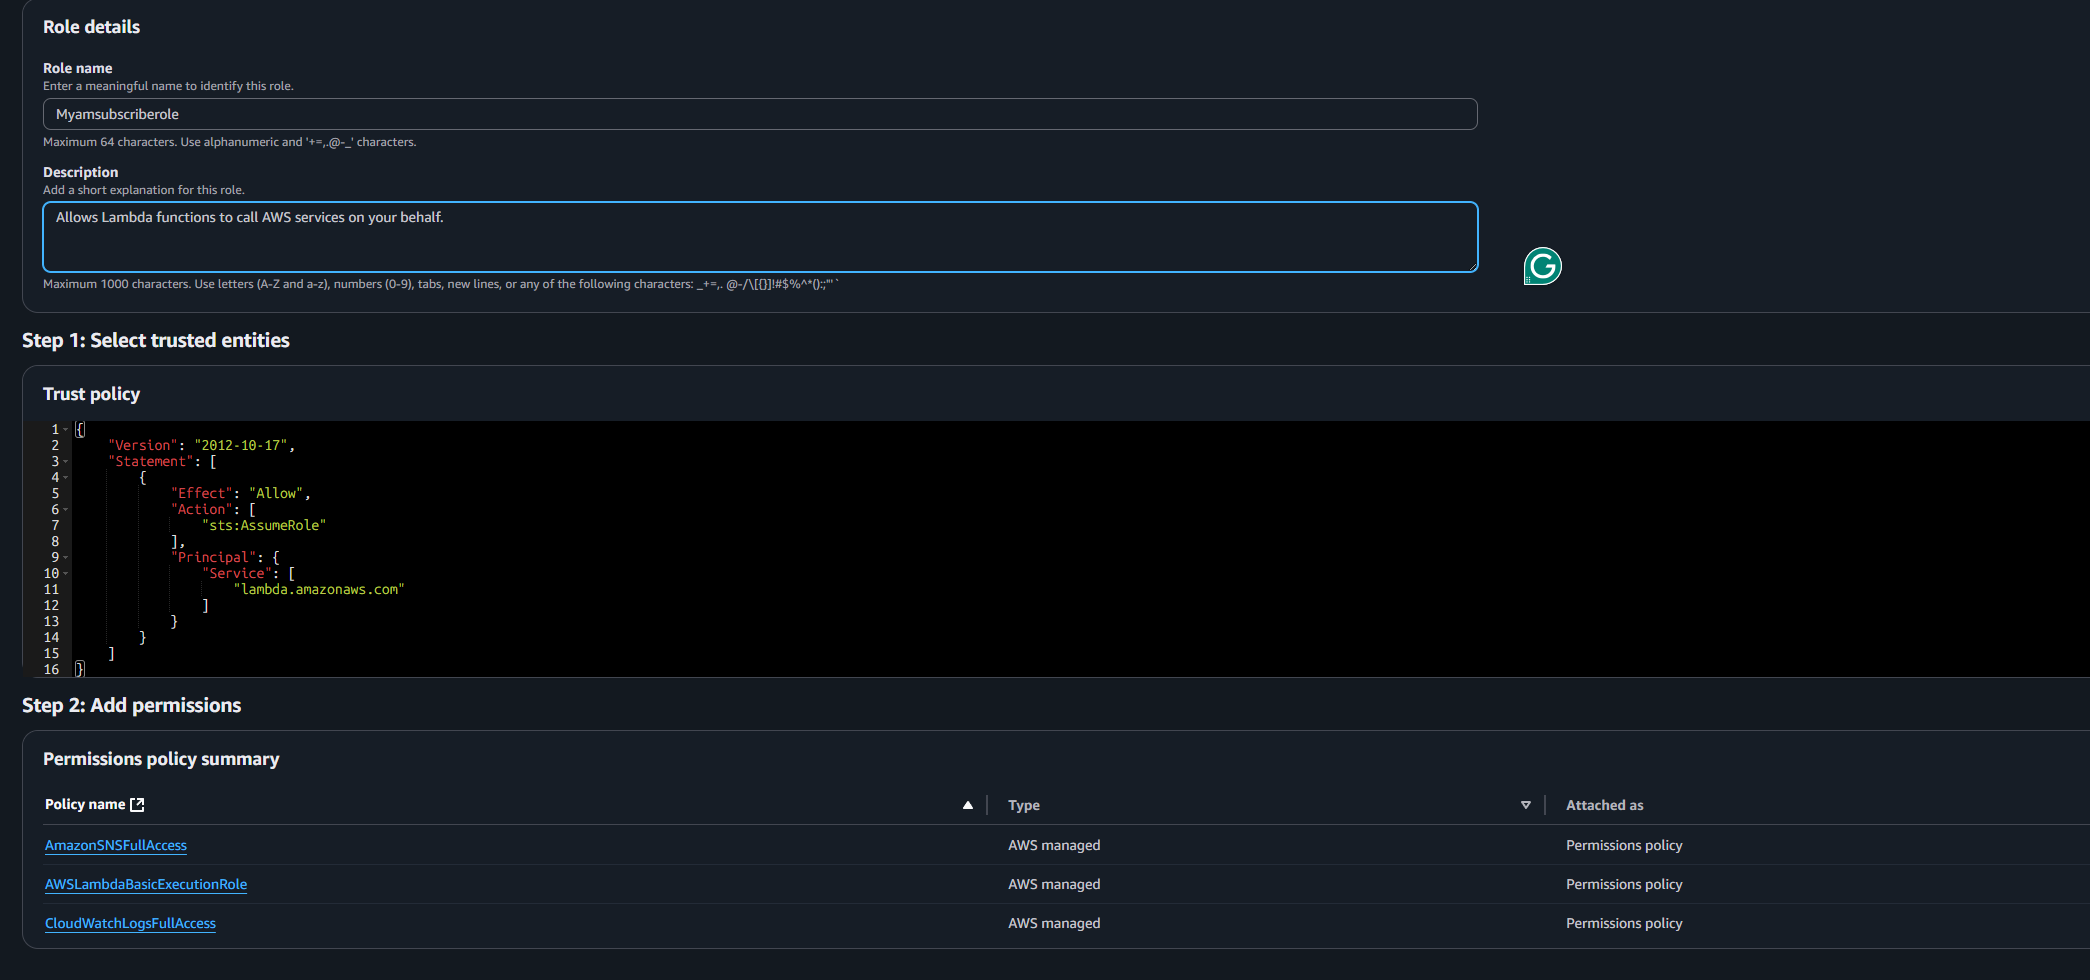 Role details
Role name
Enter a meaningful name to identify this role.
Myamsubscriberole
Maximum 64 characters. Use alphanumeric and '+=,.@-_' characters.
Description
Add a short explanation for this role.
Allows Lambda functions to call AWS services on your behalf.
Maximum 1000 characters. Use letters (A-Z and a-z), numbers (0-9), tabs, new lines, or any of the following characters: _+=,. @-/\[{}]!#$%^*();:"'`
Step 1: Select trusted entities
Trust policy
1 {
2     "Version": "2012-10-17",
3     "Statement": [
4         {
5             "Effect": "Allow",
6             "Action": [
7                 "sts:AssumeRole"
8             ],
9             "Principal": {
10                 "Service": [
11                     "lambda.amazonaws.com"
12                 ]
13             }
14         }
15     ]
16 }
Step 2: Add permissions
Permissions policy summary
Policy name Type Attached as
AmazonSNSFullAccess AWS managed Permissions policy
AWSLambdaBasicExecutionRole AWS managed Permissions policy
CloudWatchLogsFullAccess AWS managed Permissions policy